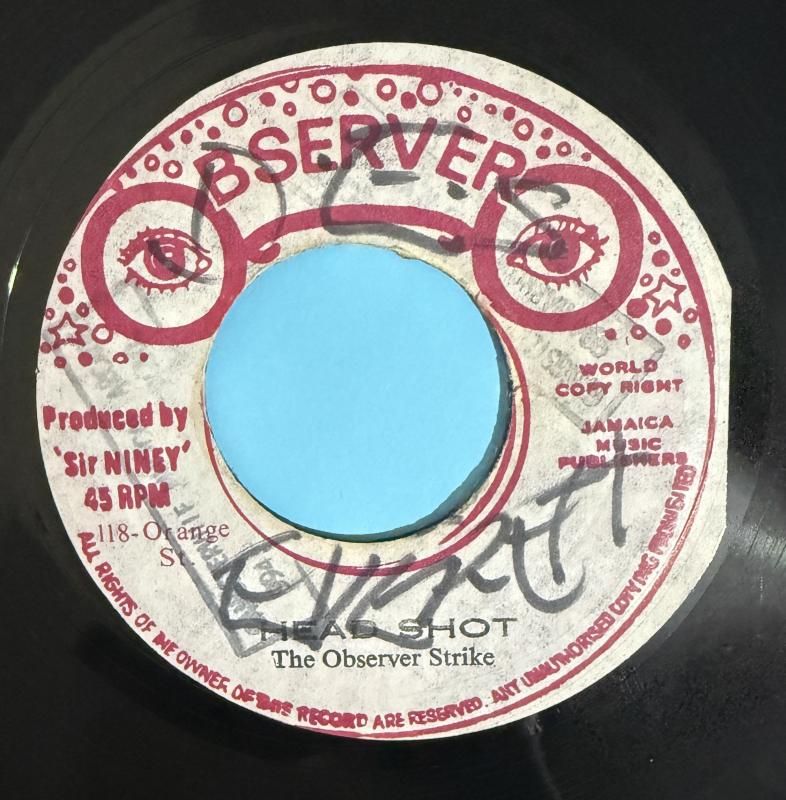 OBSERVER
WORLD
COPY RIGHT
JAMAICA
MUSIC
PUBLISHERS
Produced by
'Sir NINEY'
45 RPM
118-Orange
St.
HEAD SHOT
The Observer Strike
ALL RIGHTS OF THE OWNER OF THIS RECORD ARE RESERVED. ANY UNAUTHORISED COPYING PROHIBITED